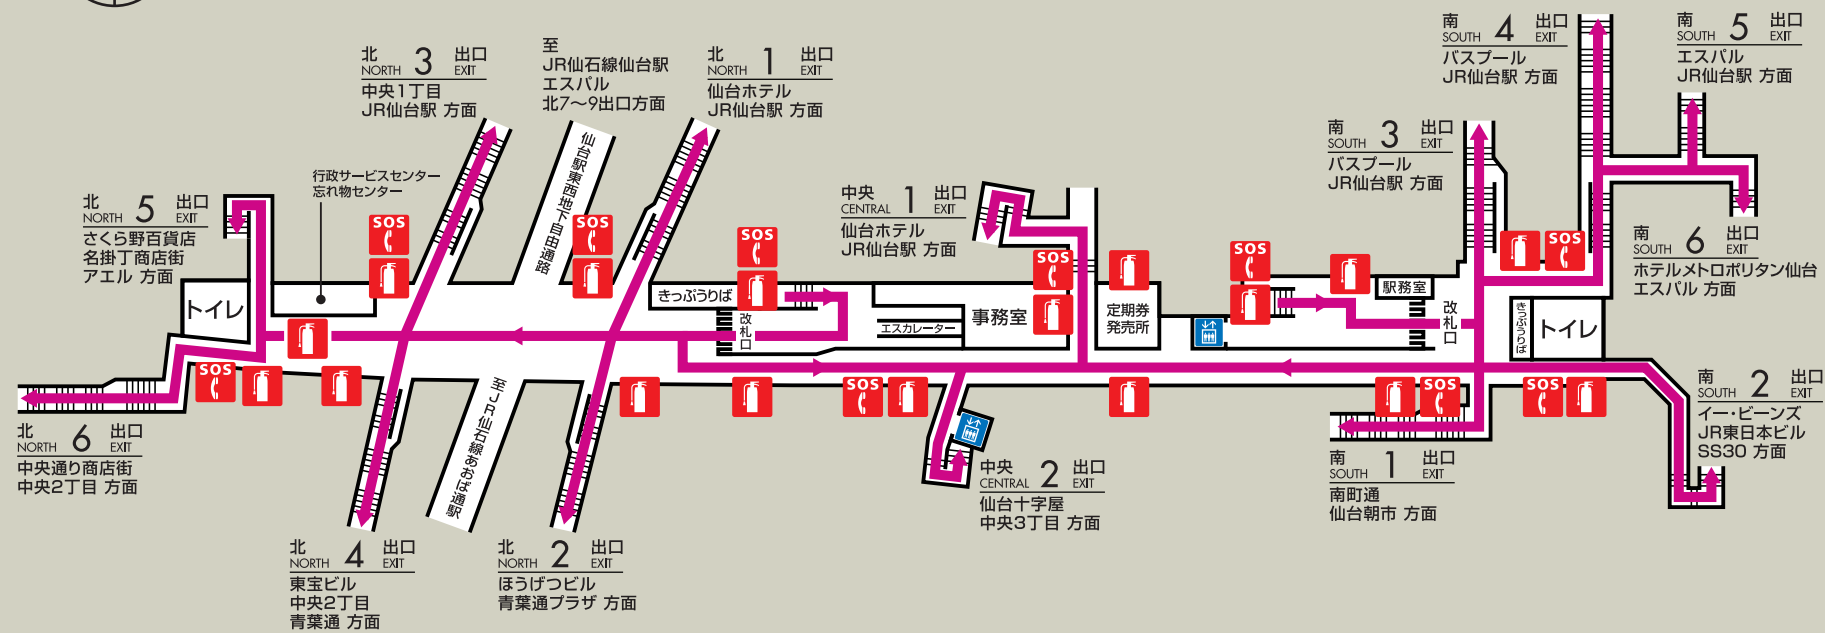 北 NORTH 3 出口 EXIT
中央1丁目
JR仙台駅 方面
至
JR仙石線仙台駅
エスパル
北7〜9出口方面
北 NORTH 1 出口 EXIT
仙台ホテル
JR仙台駅 方面
南 SOUTH 4 出口 EXIT
バスプール
JR仙台駅 方面
南 SOUTH 5 出口 EXIT
エスパル
JR仙台駅 方面
南 SOUTH 3 出口 EXIT
バスプール
JR仙台駅 方面
行政サービスセンター
忘れ物センター
北 NORTH 5 出口 EXIT
さくら野百貨店
名掛丁商店街
アエル 方面
中央 CENTRAL 1 出口 EXIT
仙台ホテル
JR仙台駅 方面
南 SOUTH 6 出口 EXIT
ホテルメトロポリタン仙台
エスパル 方面
仙台駅東西地下自由通路
SOS
SOS
SOS
SOS
SOS
SOS
トイレ
きっぷうりば
改札口
エスカレーター
事務室
定期券
発売所
駅務室
改札口
きっぷうりば
トイレ
SOS
SOS
SOS
SOS
至JR仙石線あおば通駅
北 NORTH 6 出口 EXIT
中央通り商店街
中央2丁目 方面
中央 CENTRAL 2 出口 EXIT
仙台十字屋
中央3丁目 方面
南 SOUTH 1 出口 EXIT
南町通
仙台朝市 方面
南 SOUTH 2 出口 EXIT
イー・ビーンズ
JR東日本ビル
SS30 方面
北 NORTH 4 出口 EXIT
東宝ビル
中央2丁目
青葉通 方面
北 NORTH 2 出口 EXIT
ほうげつビル
青葉通プラザ 方面